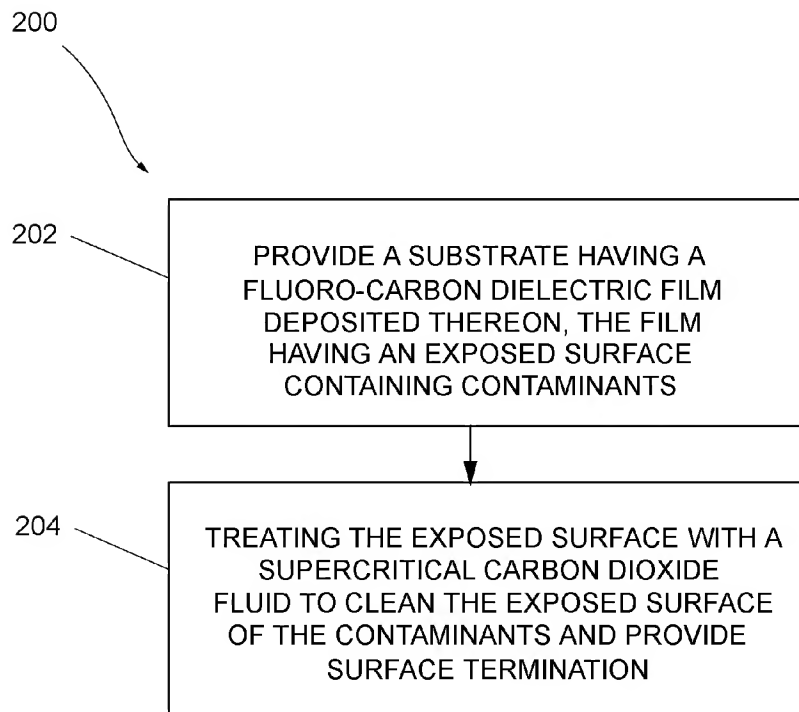 200
202
PROVIDE A SUBSTRATE HAVING A
FLUORO-CARBON DIELECTRIC FILM
DEPOSITED THEREON, THE FILM
HAVING AN EXPOSED SURFACE
CONTAINING CONTAMINANTS
204
TREATING THE EXPOSED SURFACE WITH A
SUPERCRITICAL CARBON DIOXIDE
FLUID TO CLEAN THE EXPOSED SURFACE
OF THE CONTAMINANTS AND PROVIDE
SURFACE TERMINATION